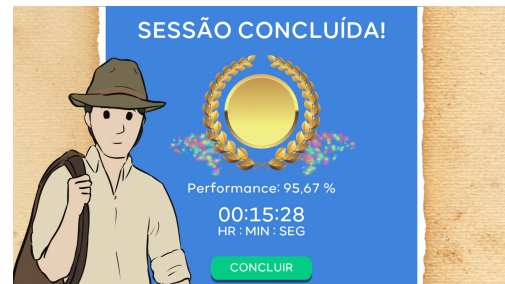 SESSÃO CONCLUÍDA!
Performance: 95,67 %
00:15:28
HR : MIN : SEG
CONCLUIR